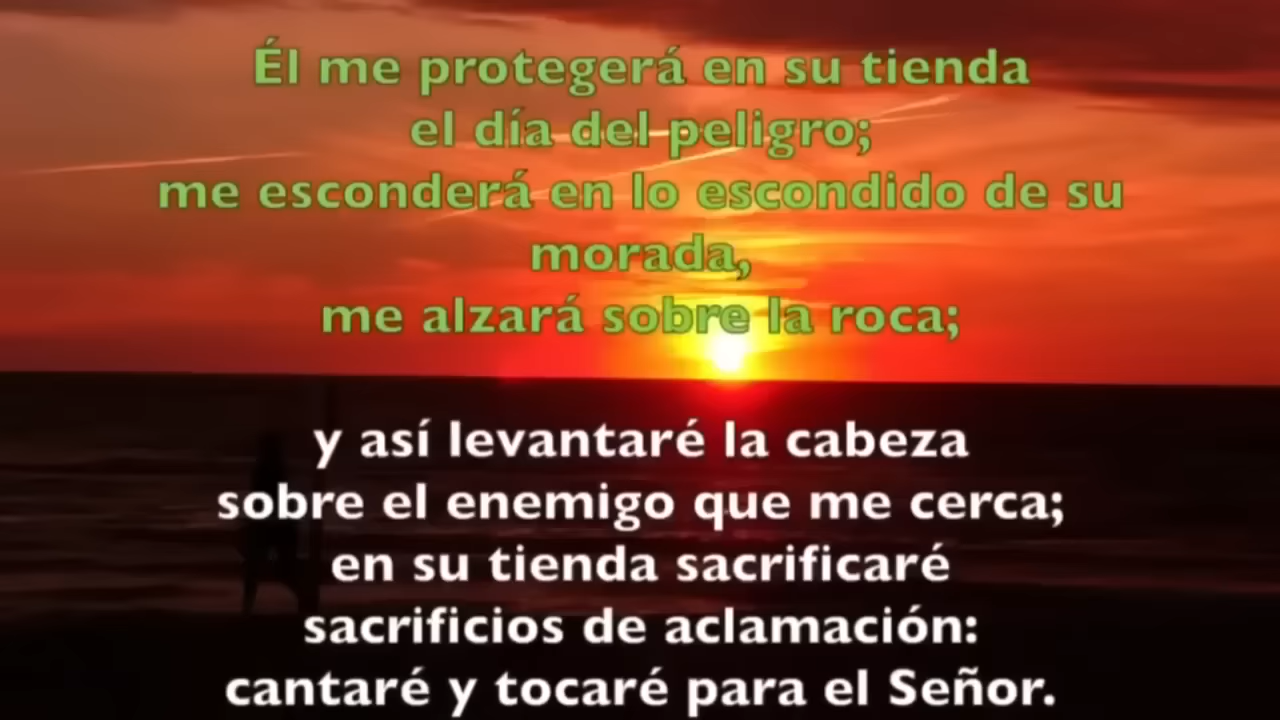 Él me protegerá en su tienda
el día del peligro;
me esconderá en lo escondido de su
morada,
me alzará sobre la roca;
y así levantaré la cabeza
sobre el enemigo que me cerca;
en su tienda sacrificaré
sacrificios de aclamación:
cantaré y tocaré para el Señor.